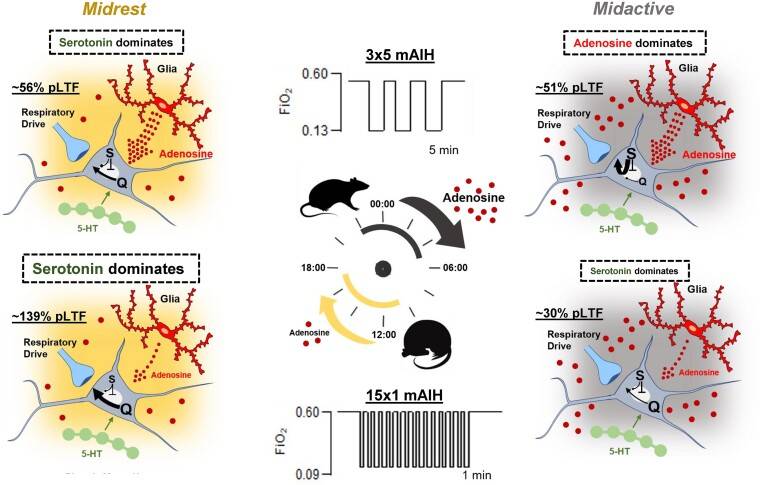 Midrest
Serotonin dominates
Glia
~56% pLTF
Respiratory
Drive
Adenosine
S
Q
5-HT
Serotonin dominates
Glia
~139% pLTF
Respiratory
Drive
Adenosine
S
Q
5-HT
3x5 mAIH
0.60
FiO2
0.13
5 min
Adenosine
00:00
18:00
06:00
12:00
Adenosine
15x1 mAIH
0.60
FiO2
0.09
1 min
Midactive
Adenosine dominates
Glia
~51% pLTF
Respiratory
Drive
Adenosine
S
Q
5-HT
Serotonin dominates
Glia
~30% pLTF
Respiratory
Drive
Adenosine
S
Q
5-HT